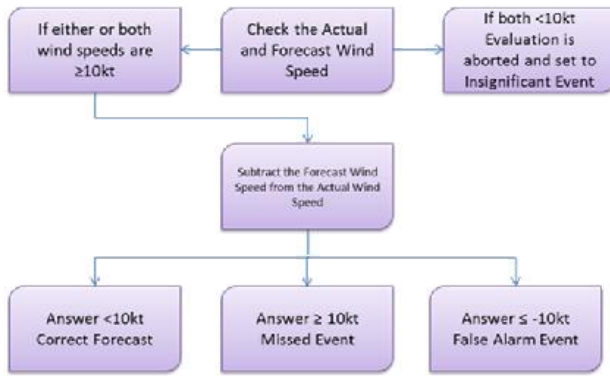 If either or both
wind speeds are
≥10kt
Check the Actual
and Forecast Wind
Speed
If both <10kt
Evaluation is
aborted and set to
Insignificant Event
Subtract the Forecast Wind
Speed from the Actual Wind
Speed
Answer <10kt
Correct Forecast
Answer ≥ 10kt
Missed Event
Answer ≤ -10kt
False Alarm Event